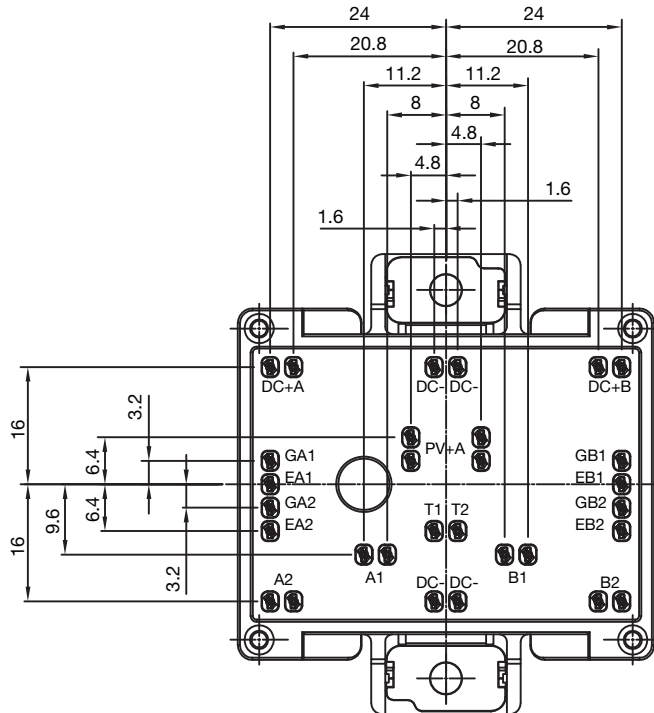 24 24
20.8 20.8
11.2 11.2
8 8
4.8
4.8
1.6
1.6
DC+A DC- DC- DC+B
16
3.2
6.4
PV+A
GA1 GB1
EA1 EB1
GA2 GB2
EA2 EB2
T1 T2
6.4
9.6
16
3.2
A1 B1
A2 DC- DC- B2